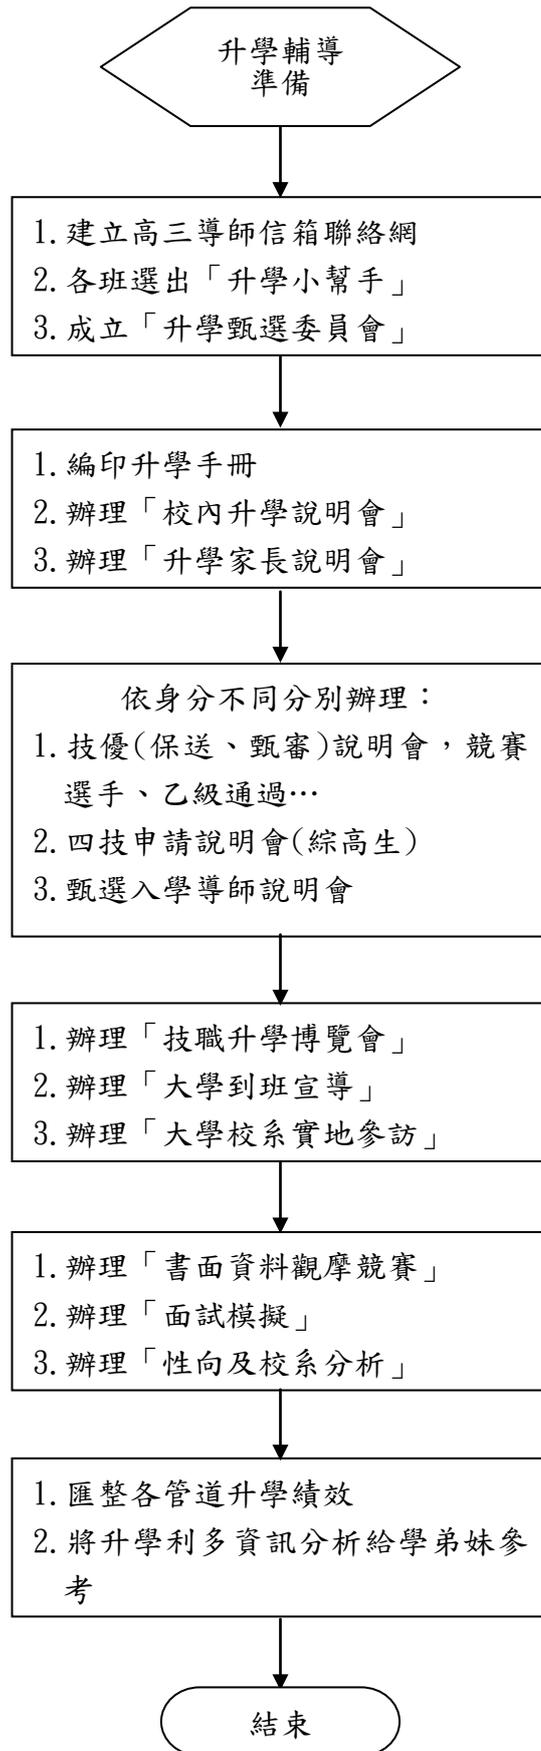 升學輔導
準備
1.建立高三導師信箱聯絡網
2.各班選出「升學小幫手」
3.成立「升學甄選委員會」
1.編印升學手冊
2.辦理「校內升學說明會」
3.辦理「升學家長說明會」
依身分不同分別辦理：
1.技優(保送、甄審)說明會，競賽
選手、乙級通過…
2.四技申請說明會(綜高生)
3.甄選入學導師說明會
1.辦理「技職升學博覽會」
2.辦理「大學到班宣導」
3.辦理「大學校系實地參訪」
1.辦理「書面資料觀摩競賽」
2.辦理「面試模擬」
3.辦理「性向及校系分析」
1.匯整各管道升學績效
2.將升學利多資訊分析給學弟妹參
考
結束